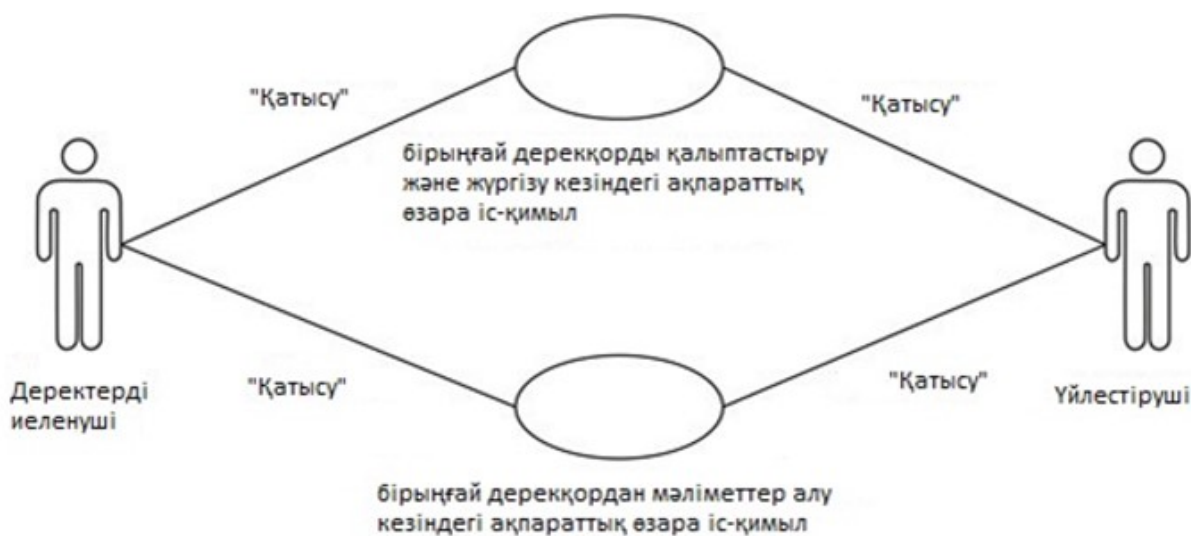 "Қатысу"
"Қатысу"
бірыңғай дерекқорды қалыптастыру
және жүргізу кезіндегі ақпараттық
өзара іс-қимыл
Деректерді
иеленуші
"Қатысу"
"Қатысу"
Үйлестіруші
бірыңғай дерекқордан мәліметтер алу
кезіндегі ақпараттық өзара іс-қимыл